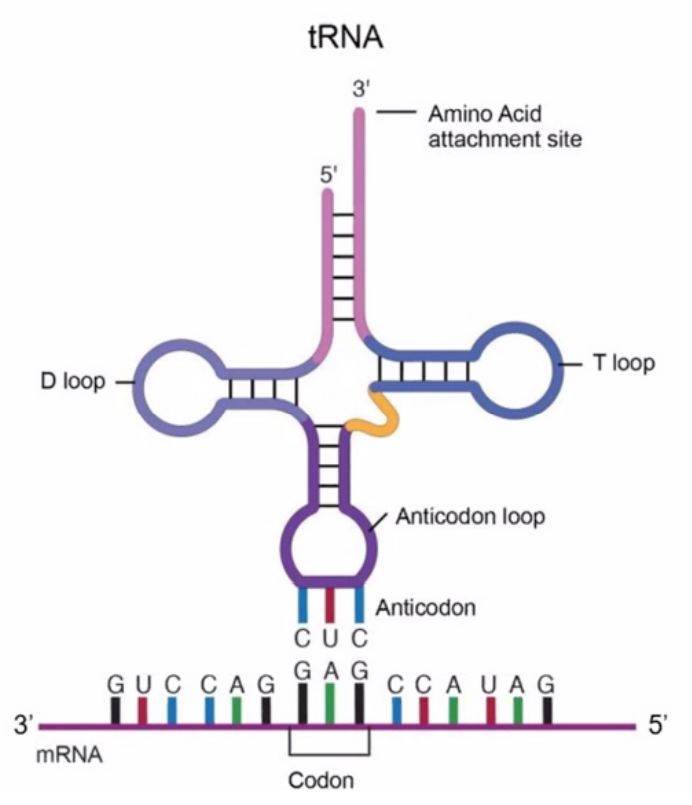 tRNA
3'
Amino Acid
attachment site
5'
D loop
T loop
Anticodon loop
Anticodon
C U C
G U C C A G G A G C C A U A G
3’ 5’
mRNA
Codon